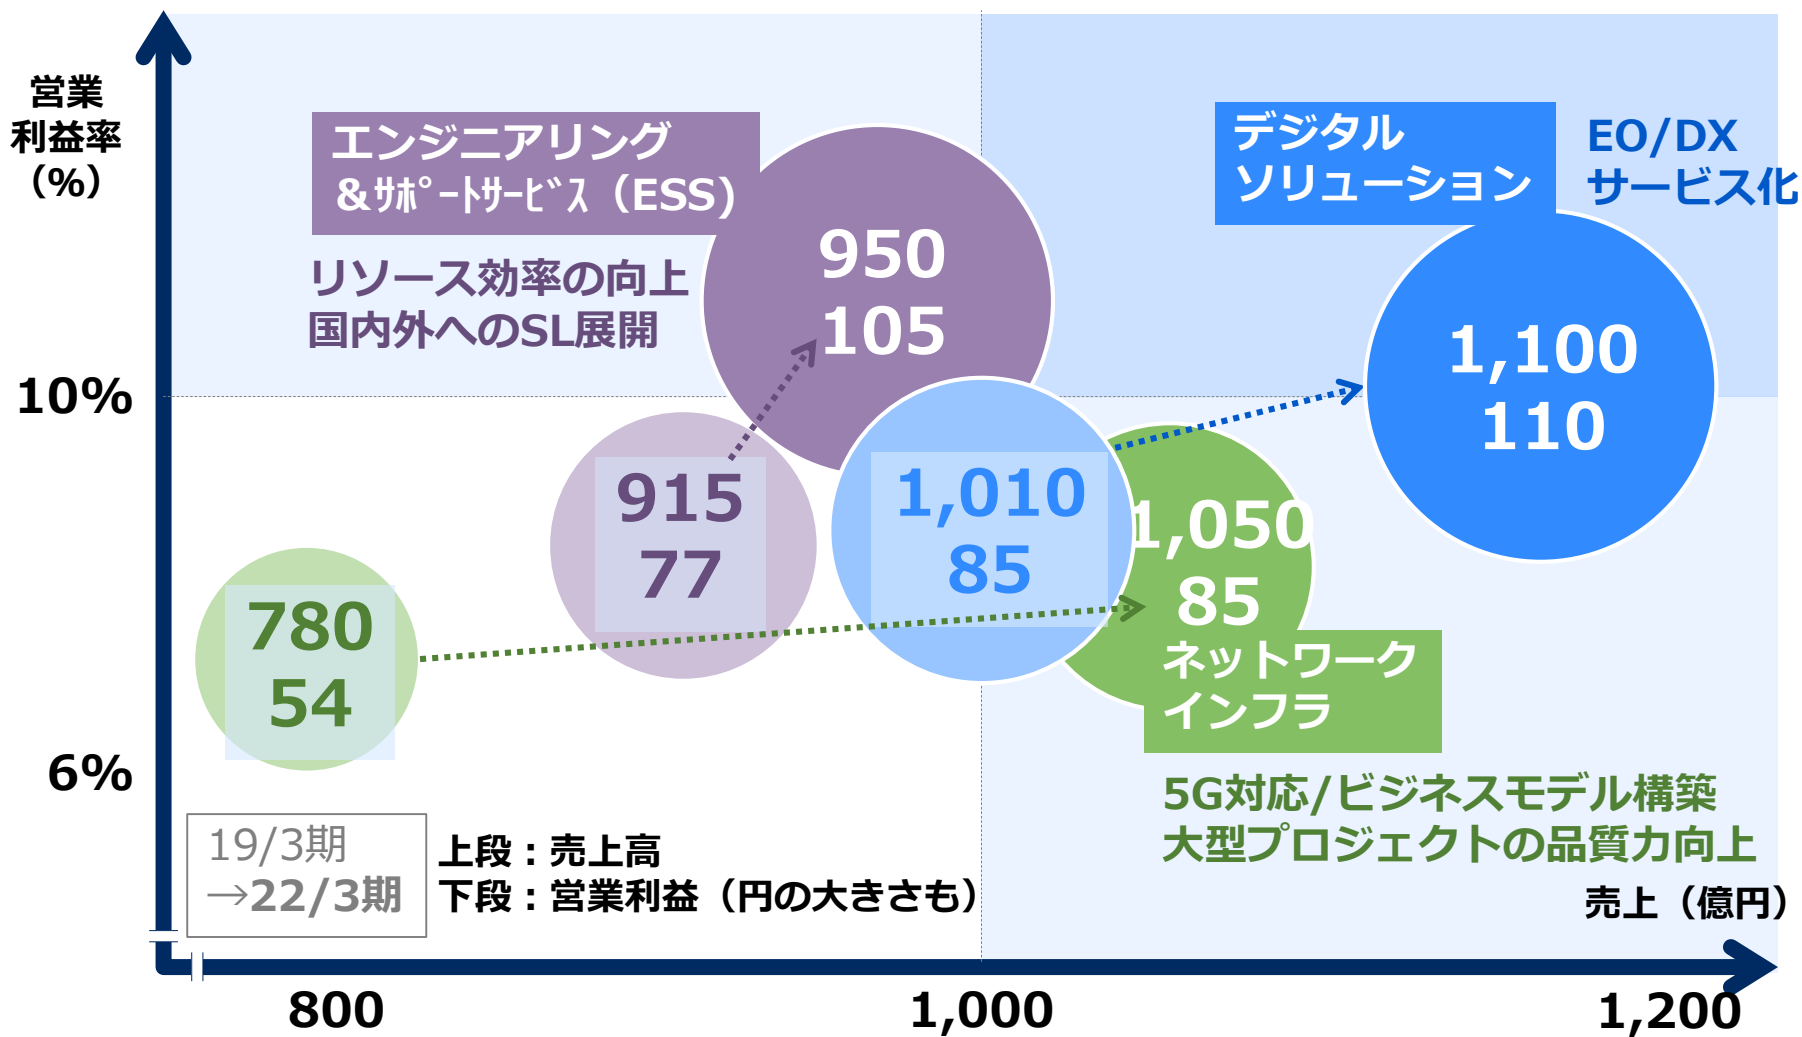 営業
利益率
（%）
エンジニアリング
＆ｻﾎﾟｰﾄｻｰﾋﾞｽ（ESS)
リソース効率の向上
国内外へのSL展開
デジタル
ソリューション
EO/DX
サービス化
950
105
1,100
110
10%
915
77
1,010
85
1,050
85
780
54
ネットワーク
インフラ
6%
5G対応/ビジネスモデル構築
大型プロジェクトの品質力向上
19/3期
→22/3期
上段：売上高
下段：営業利益（円の大きさも）
売上（億円）
800
1,000
1,200